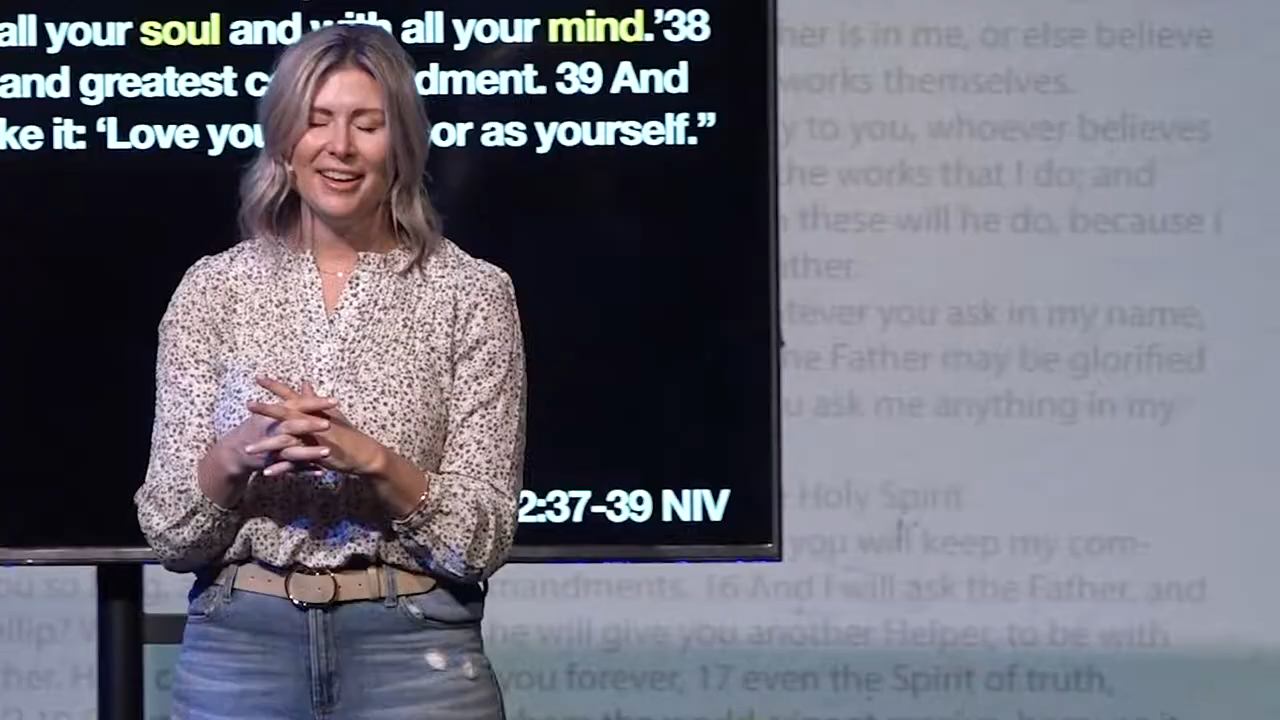 all your soul and with all your mind.’38
and greatest c dment. 39 And
ke it: ‘Love you or as yourself.”
2:37-39 NIV
her is in me, or else believe
works themselves.
y to you, whoever believes
the works that I do; and
these will he do, because I
ather.
tever you ask in my name,
he Father may be glorified
u ask me anything in my
Holy Spirit
you will keep my com-
you so mandments. 16 And I will ask the Father, and
he will give you another Helper, to be with
her. H you forever, 17 even the Spirit of truth,